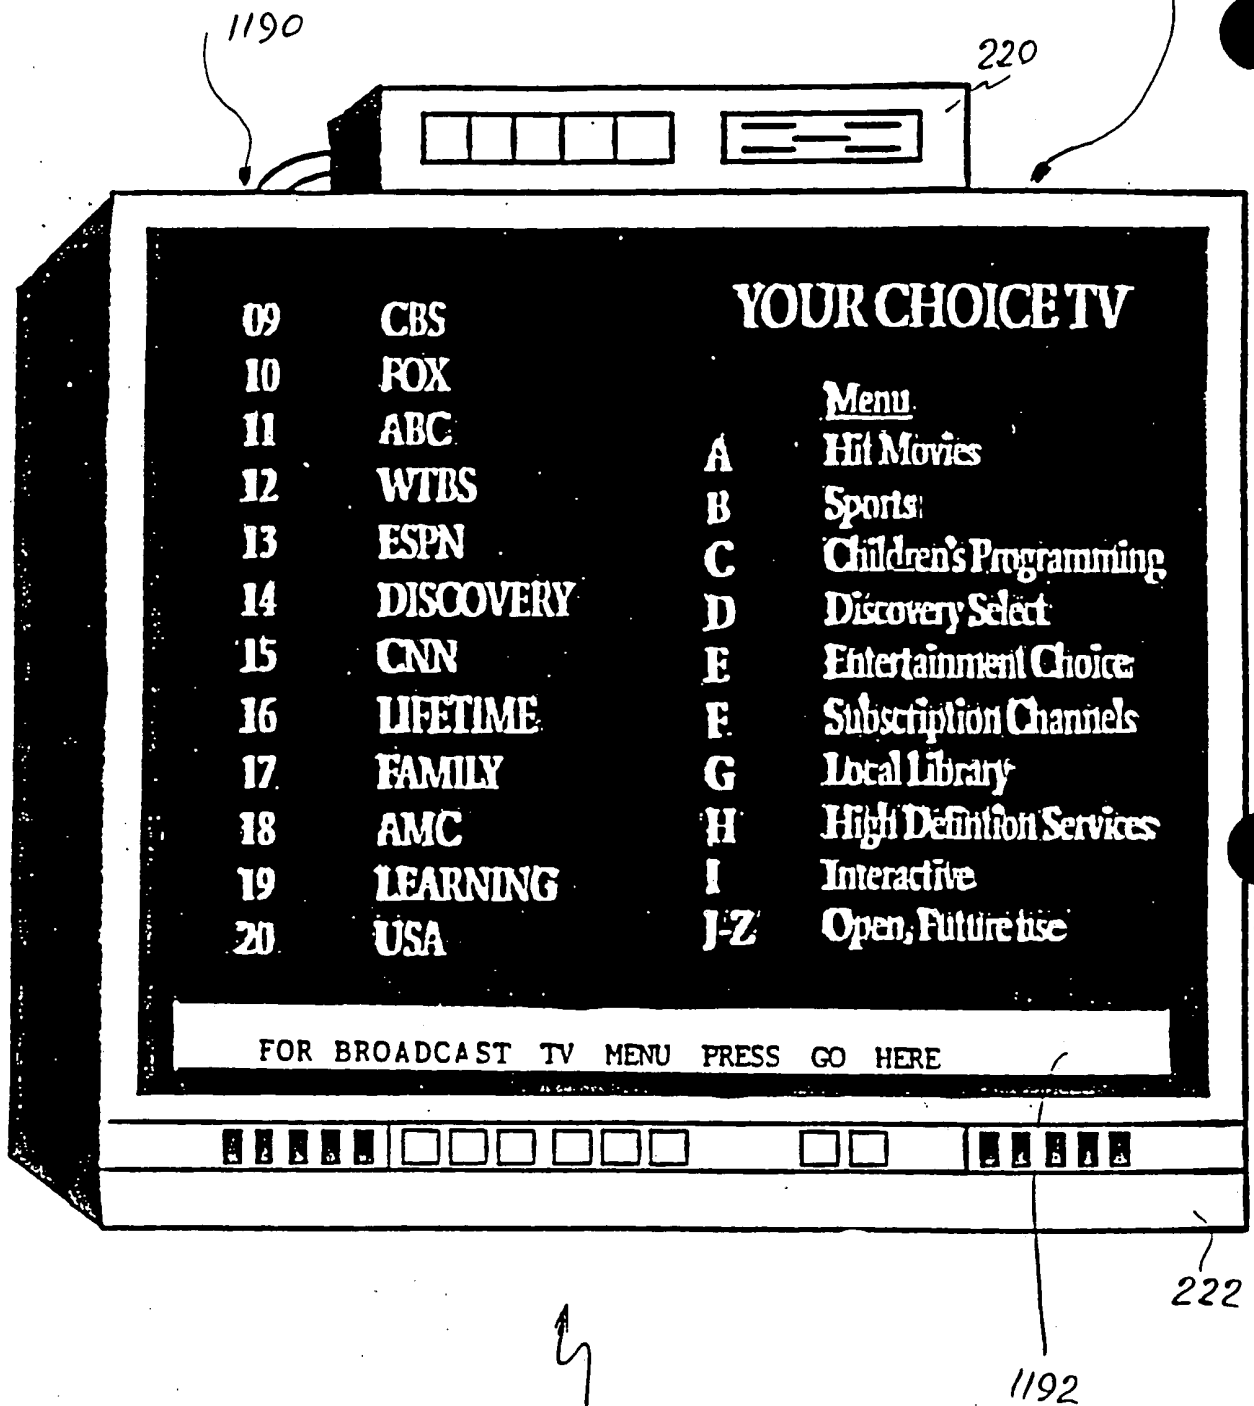 1190
220
YOUR CHOICE TV
09 CBS
10 FOX
11 ABC
12 WTBS
13 ESPN
14 DISCOVERY
15 CNN
16 LIFETIME
17 FAMILY
18 AMC
19 LEARNING
20 USA
Menu
A Hit Movies
B Sports
C Children's Programming
D Discovery Select
E Entertainment Choice
F Subscription Channels
G Local Library
H High Defintion Services
I Interactive
J-Z Open, Future use
FOR BROADCAST TV MENU PRESS GO HERE
222
1192